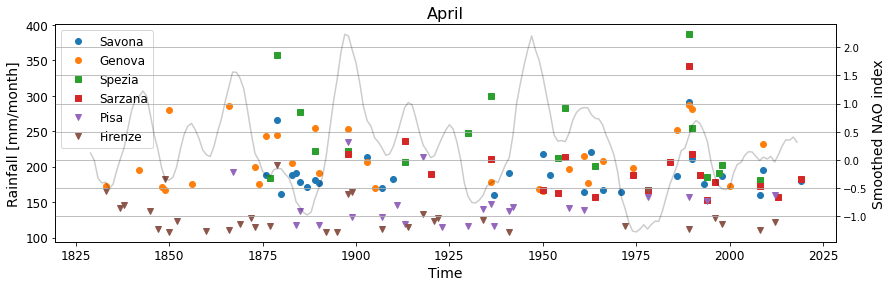 April
Rainfall [mm/month]
400
350
300
250
200
150
100
Savona
Genova
Spezia
Sarzana
Pisa
Firenze
2.0
1.5
1.0
0.5
0.0
−0.5
−1.0
Smoothed NAO index
1825 1850 1875 1900 1925 1950 1975 2000 2025
Time